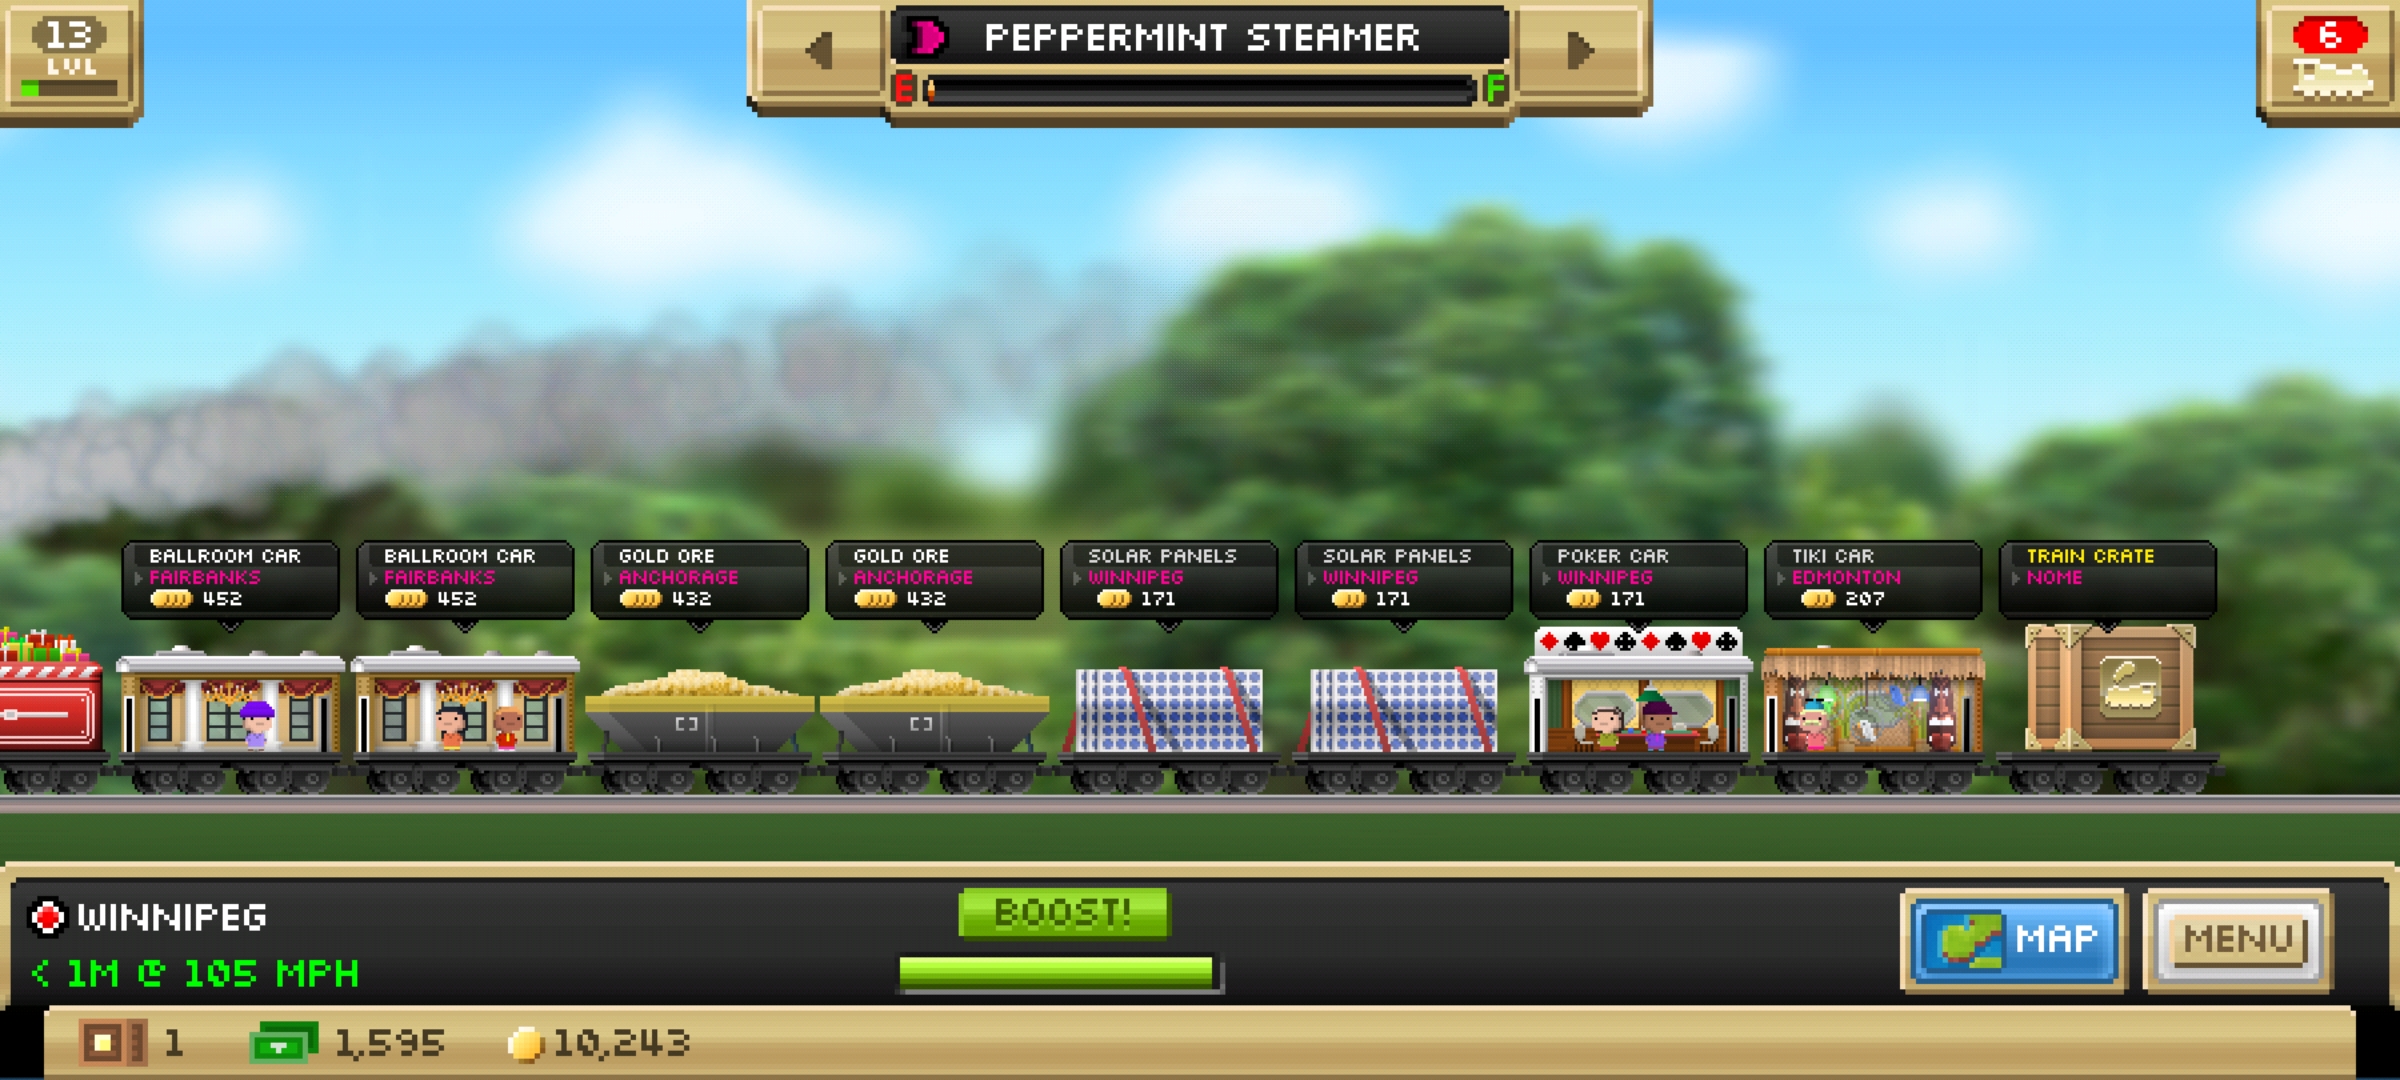 13
LVL
PEPPERMINT STEAMER
E F
6
BALLROOM CAR
FAIRBANKS
452
BALLROOM CAR
FAIRBANKS
452
GOLD ORE
ANCHORAGE
432
GOLD ORE
ANCHORAGE
432
SOLAR PANELS
WINNIPEG
171
SOLAR PANELS
WINNIPEG
171
POKER CAR
WINNIPEG
171
TIKI CAR
EDMONTON
207
TRAIN CRATE
NOME
WINNIPEG
< 1M @ 105 MPH
BOOST!
MAP
MENU
1 1,595 10,243